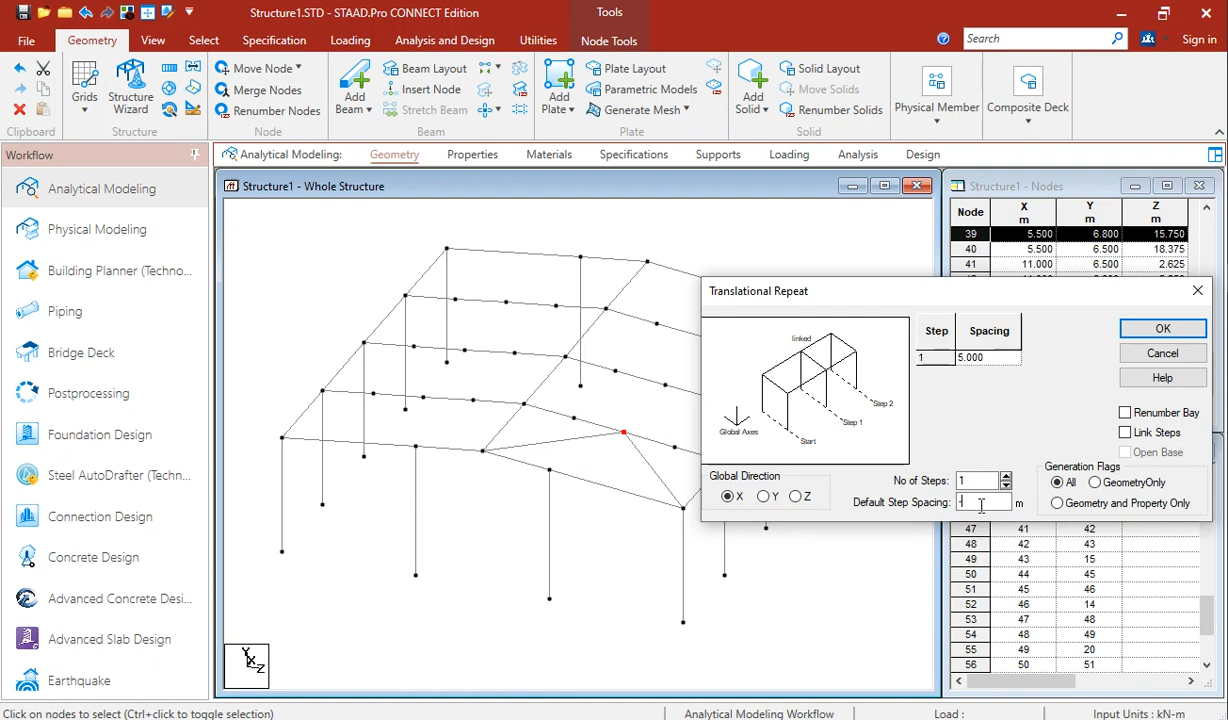 Structure1.STD - STAAD.Pro CONNECT Edition
Tools
File
Geometry
View
Select
Specification
Loading
Analysis and Design
Utilities
Node Tools
Search
Sign in
Grids
Structure Wizard
Move Node
Merge Nodes
Renumber Nodes
Add Beam
Beam Layout
Insert Node
Stretch Beam
Add Plate
Plate Layout
Parametric Models
Generate Mesh
Add Solid
Solid Layout
Move Solids
Renumber Solids
Physical Member
Composite Deck
Clipboard
Structure
Node
Beam
Plate
Solid
Workflow
Analytical Modeling:
Geometry
Properties
Materials
Specifications
Supports
Loading
Analysis
Design
Analytical Modeling
Physical Modeling
Building Planner (Techno...
Piping
Bridge Deck
Postprocessing
Foundation Design
Steel AutoDrafter (Technol...
Connection Design
Concrete Design
Advanced Concrete Desi...
Advanced Slab Design
Earthquake
Structure1 - Whole Structure
Y
X
Z
Structure1 - Nodes
Node X m Y m Z m
39 5.500 6.800 15.750
40 5.500 6.500 18.375
41 11.000 6.500 2.625
Translational Repeat
linked
Step 2
Step 1
Start
Global Axes
Step Spacing
1 5.000
OK
Cancel
Help
Renumber Bay
Link Steps
Open Base
Generation Flags
All
GeometryOnly
Geometry and Property Only
Global Direction
X
Y
Z
No of Steps: 1
Default Step Spacing: - m
47 41 42
48 42 43
49 43 15
50 44 45
51 45 46
52 46 14
53 47 48
54 48 49
55 49 20
56 50 51
Click on nodes to select (Ctrl+click to toggle selection)
Analytical Modeling Workflow
Load :
Input Units : kN-m